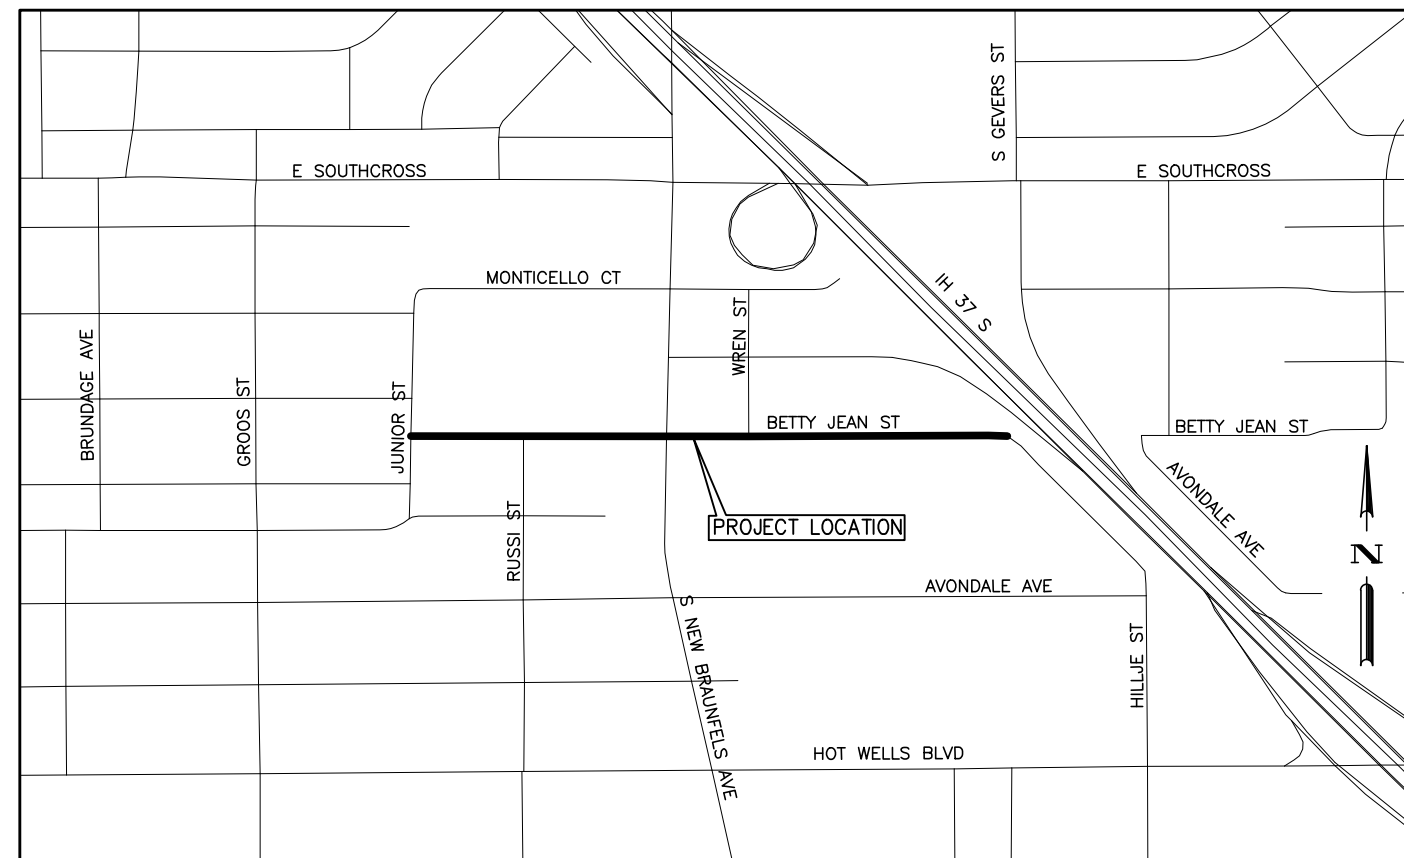 S GEVERS ST
E SOUTHCROSS
E SOUTHCROSS
MONTICELLO CT
IH 37 S
WREN ST
BRUNDAGE AVE
GROOS ST
JUNIOR ST
BETTY JEAN ST
BETTY JEAN ST
AVONDALE AVE
PROJECT LOCATION
RUSSI ST
N
AVONDALE AVE
S NEW BRAUNFELS AVE
HILLJE ST
HOT WELLS BLVD